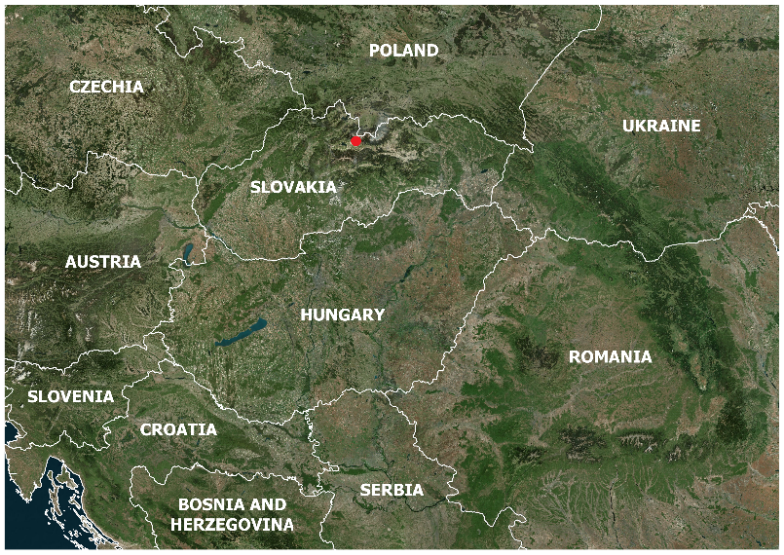 POLAND
CZECHIA
UKRAINE
SLOVAKIA
AUSTRIA
HUNGARY
ROMANIA
SLOVENIA
CROATIA
SERBIA
BOSNIA AND
HERZEGOVINA